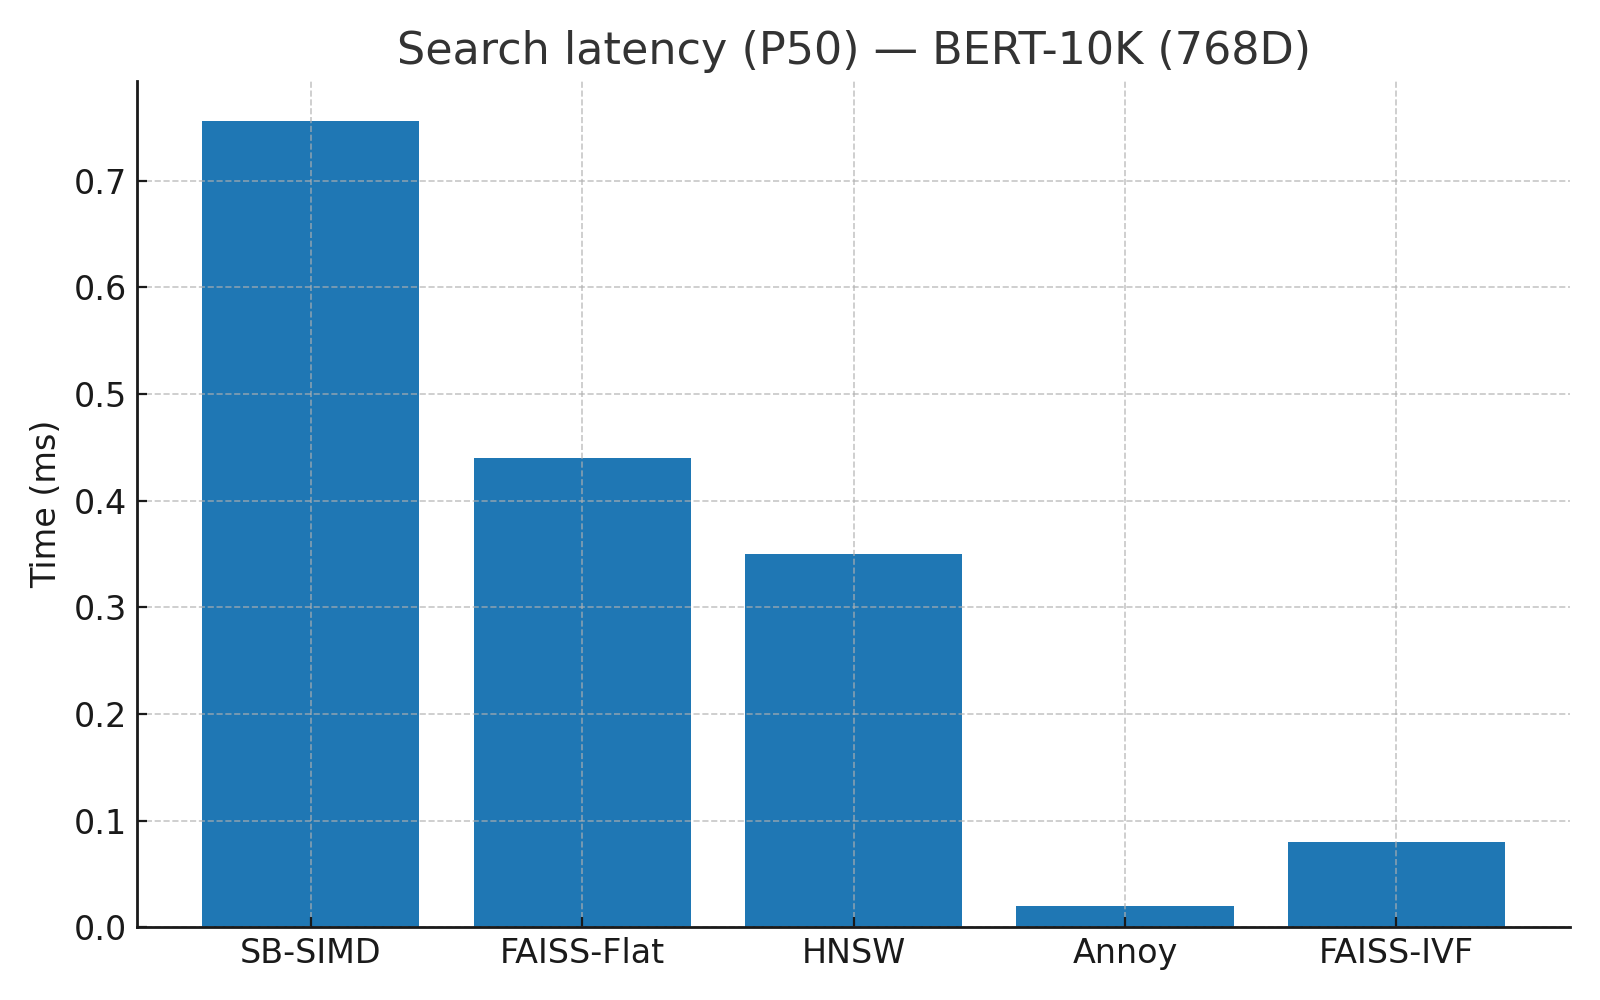 Search latency (P50) — BERT-10K (768D)
Time (ms)
0.7
0.6
0.5
0.4
0.3
0.2
0.1
0.0
SB-SIMD
FAISS-Flat
HNSW
Annoy
FAISS-IVF